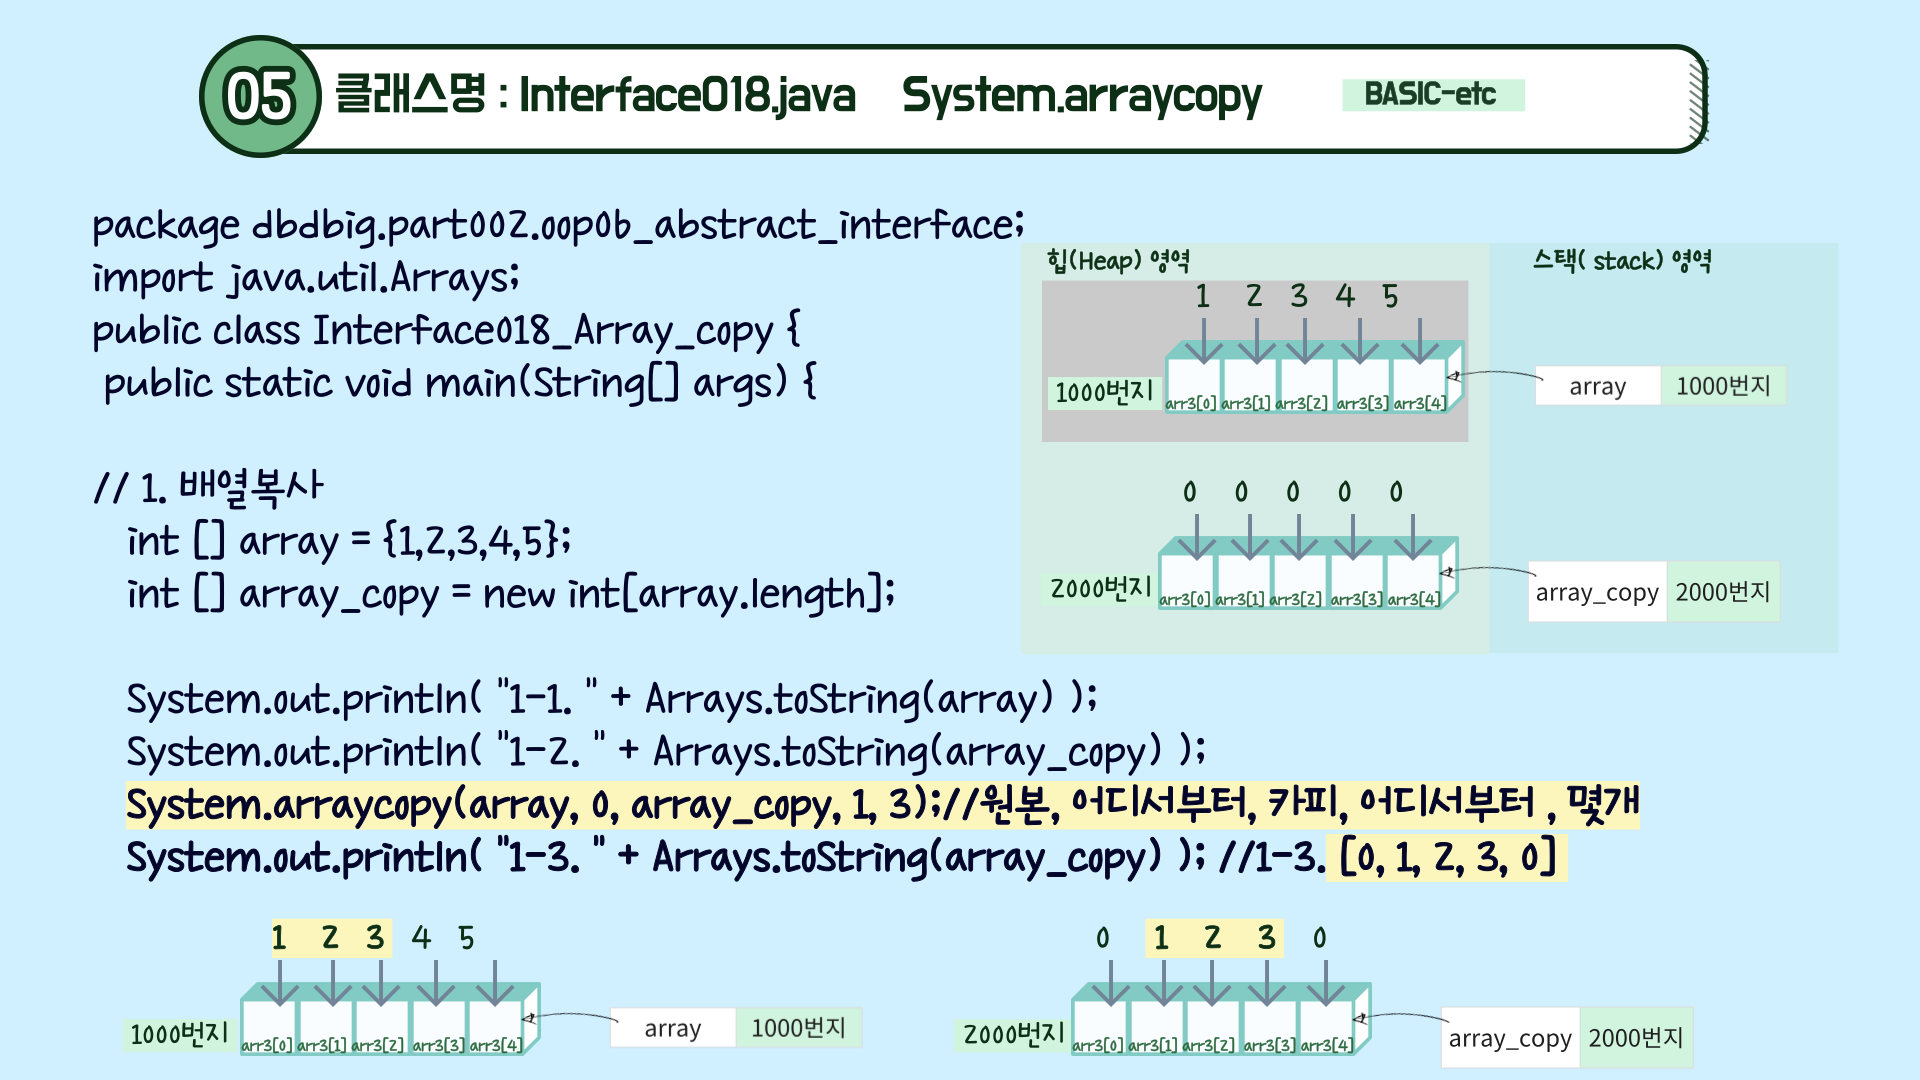 05 클래스명 : Interface018.java System.arraycopy BASIC-etc
package dbdbig.part002.oop06_abstract_interface;
import java.util.Arrays;
public class Interface018_Array_copy {
public static void main(String[] args) {
// 1. 배열복사
int [] array = {1,2,3,4,5};
int [] array_copy = new int[array.length];
힙(Heap) 영역 스택( stack) 영역
1 2 3 4 5
1000번지 arr3[0] arr3[1] arr3[2] arr3[3] arr3[4] array 1000번지
0 0 0 0 0
2000번지 arr3[0] arr3[1] arr3[2] arr3[3] arr3[4] array_copy 2000번지
System.out.println( "1-1. " + Arrays.toString(array) );
System.out.println( "1-2. " + Arrays.toString(array_copy) );
System.arraycopy(array, 0, array_copy, 1, 3);//원본, 어디서부터, 카피, 어디서부터 , 몇개
System.out.println( "1-3. " + Arrays.toString(array_copy) ); //1-3. [0, 1, 2, 3, 0]
1 2 3 4 5
1000번지 arr3[0] arr3[1] arr3[2] arr3[3] arr3[4] array 1000번지
0 1 2 3 0
2000번지 arr3[0] arr3[1] arr3[2] arr3[3] arr3[4] array_copy 2000번지